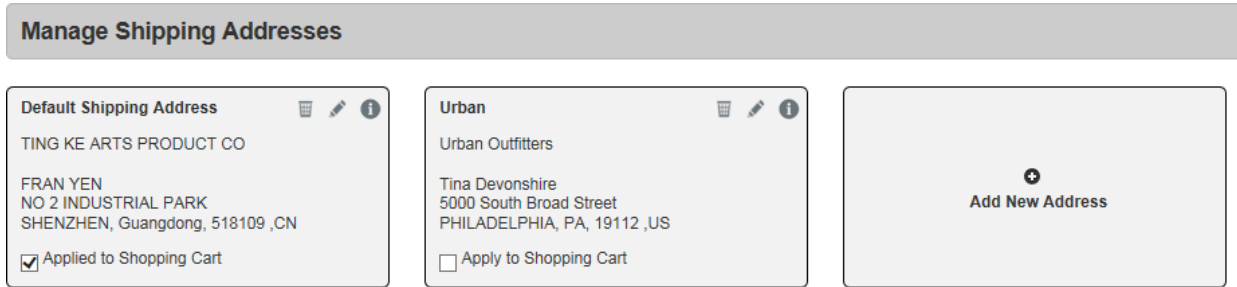 Manage Shipping Addresses
Default Shipping Address
TING KE ARTS PRODUCT CO
FRAN YEN
NO 2 INDUSTRIAL PARK
SHENZHEN, Guangdong, 518109 ,CN
Applied to Shopping Cart
Urban
Urban Outfitters
Tina Devonshire
5000 South Broad Street
PHILADELPHIA, PA, 19112 ,US
Apply to Shopping Cart
Add New Address